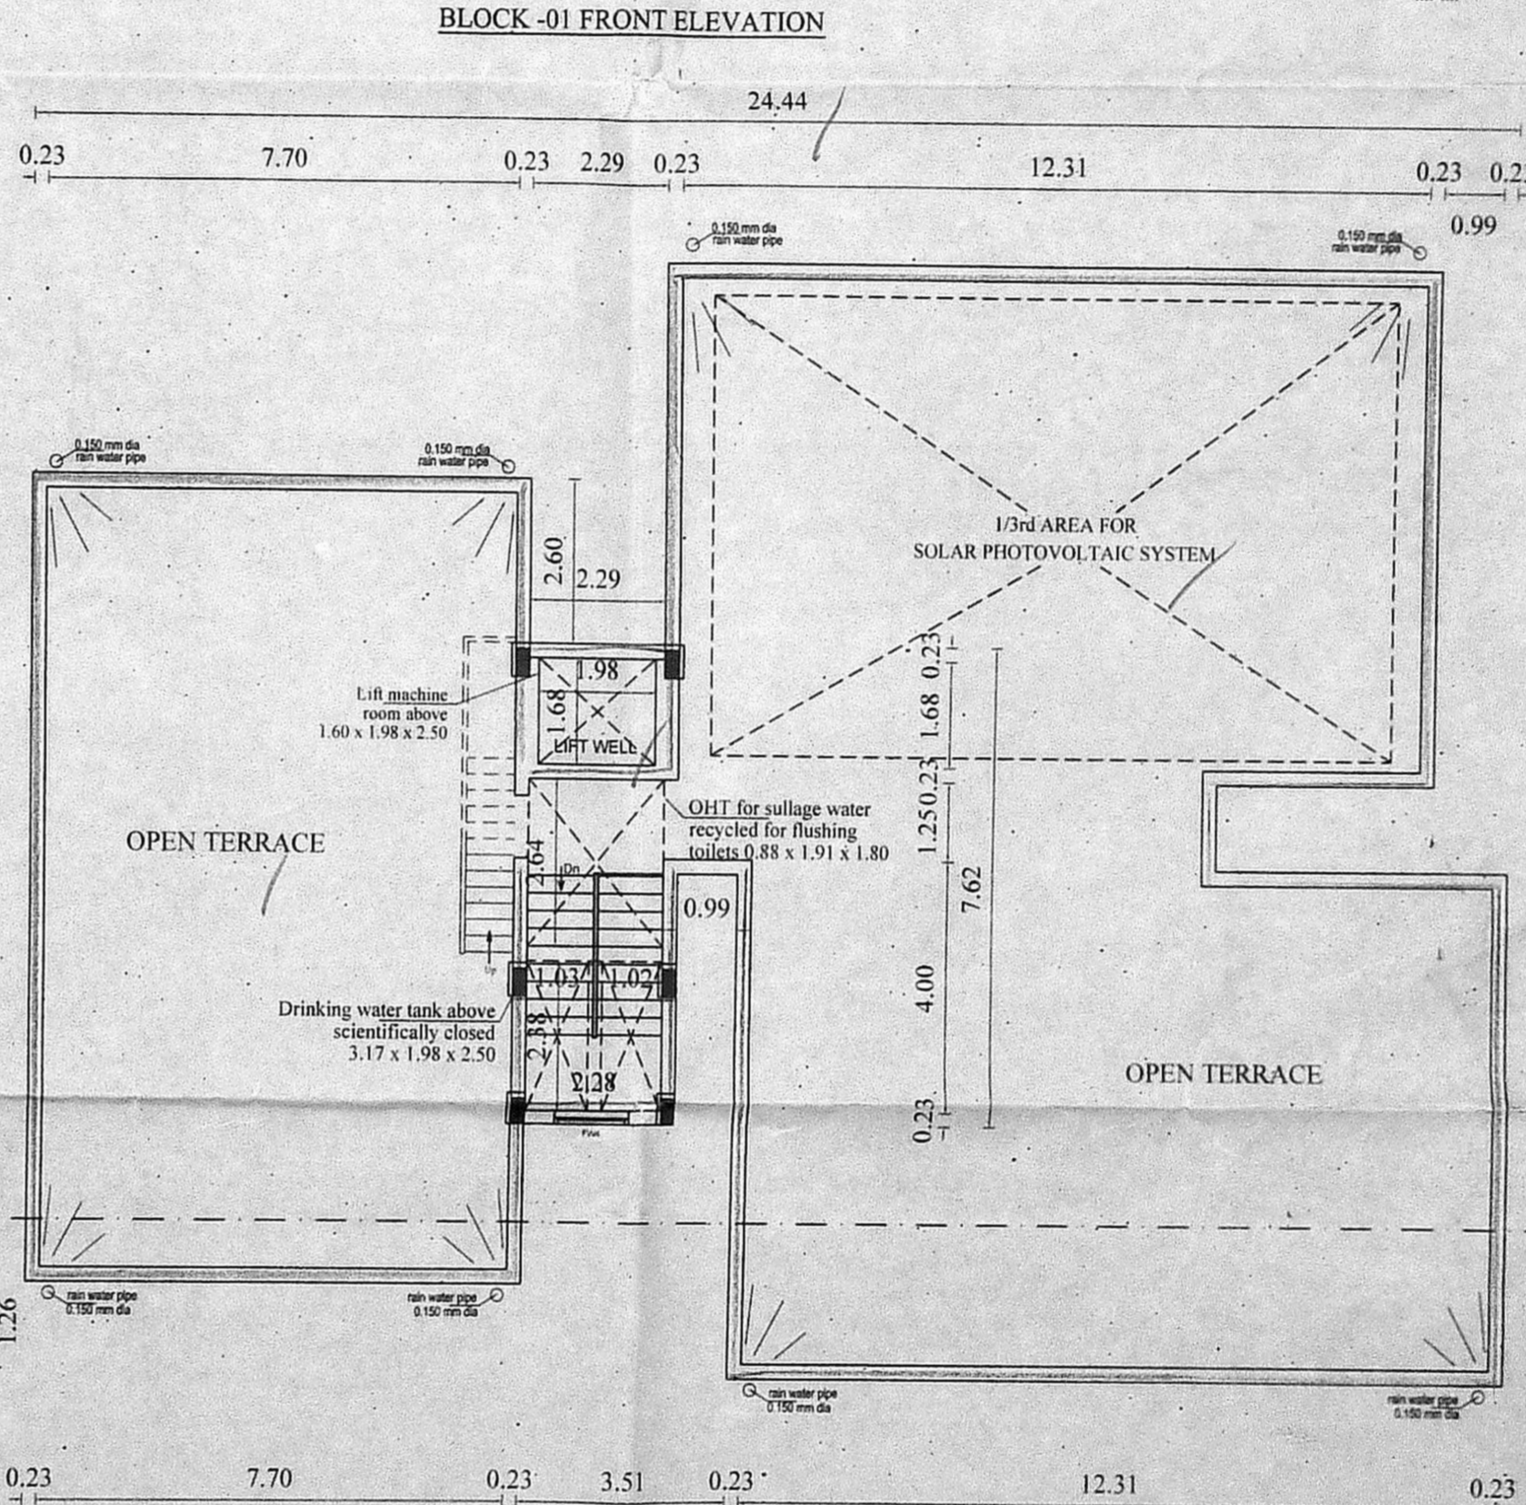 BLOCK -01 FRONT ELEVATION
24.44
0.23 7.70 0.23 2.29 0.23 12.31 0.23
0.99
0.150 mm dia
rain water pipe
0.150 mm dia
rain water pipe
0.150 mm dia
rain water pipe
0.150 mm dia
rain water pipe
1/3rd AREA FOR
SOLAR PHOTOVOLTAIC SYSTEM
2.60
2.29
0.23
1.98
1.68
LIFT WELL
Lift machine
room above
1.60 x 1.98 x 2.50
1.68
0.23
OHT for sullage water
recycled for flushing
toilets 0.88 x 1.91 x 1.80
1.25
OPEN TERRACE
2.64
Dn
7.62
0.99
Up
1.03 1.02
4.00
Drinking water tank above
scientifically closed
3.17 x 1.98 x 2.50
2.38
2.28
OPEN TERRACE
0.23
rain water pipe
0.150 mm dia
rain water pipe
0.150 mm dia
1.26
rain water pipe
0.150 mm dia
rain water pipe
0.150 mm dia
0.23 7.70 0.23 3.51 0.23 12.31 0.23